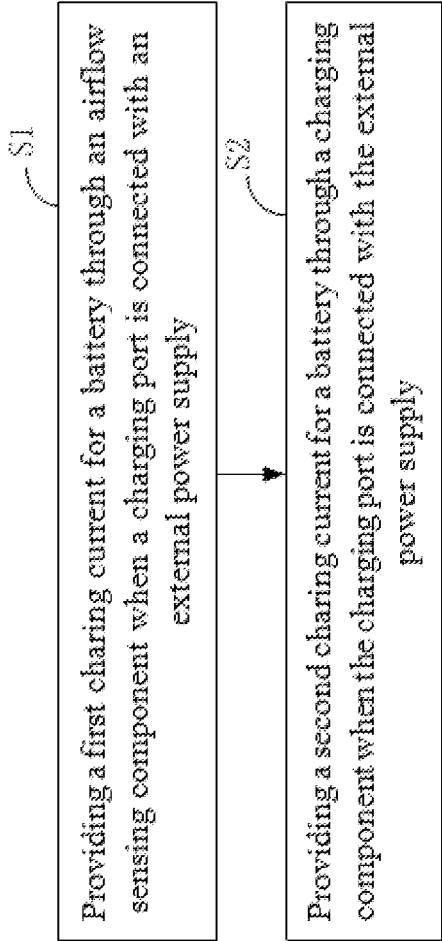 S1
Providing a first charing current for a battery through an airflow
sensing component when a charging port is connected with an
external power supply
S2
Providing a second charing current for a battery through a charging
component when the charging port is connected with the external
power supply